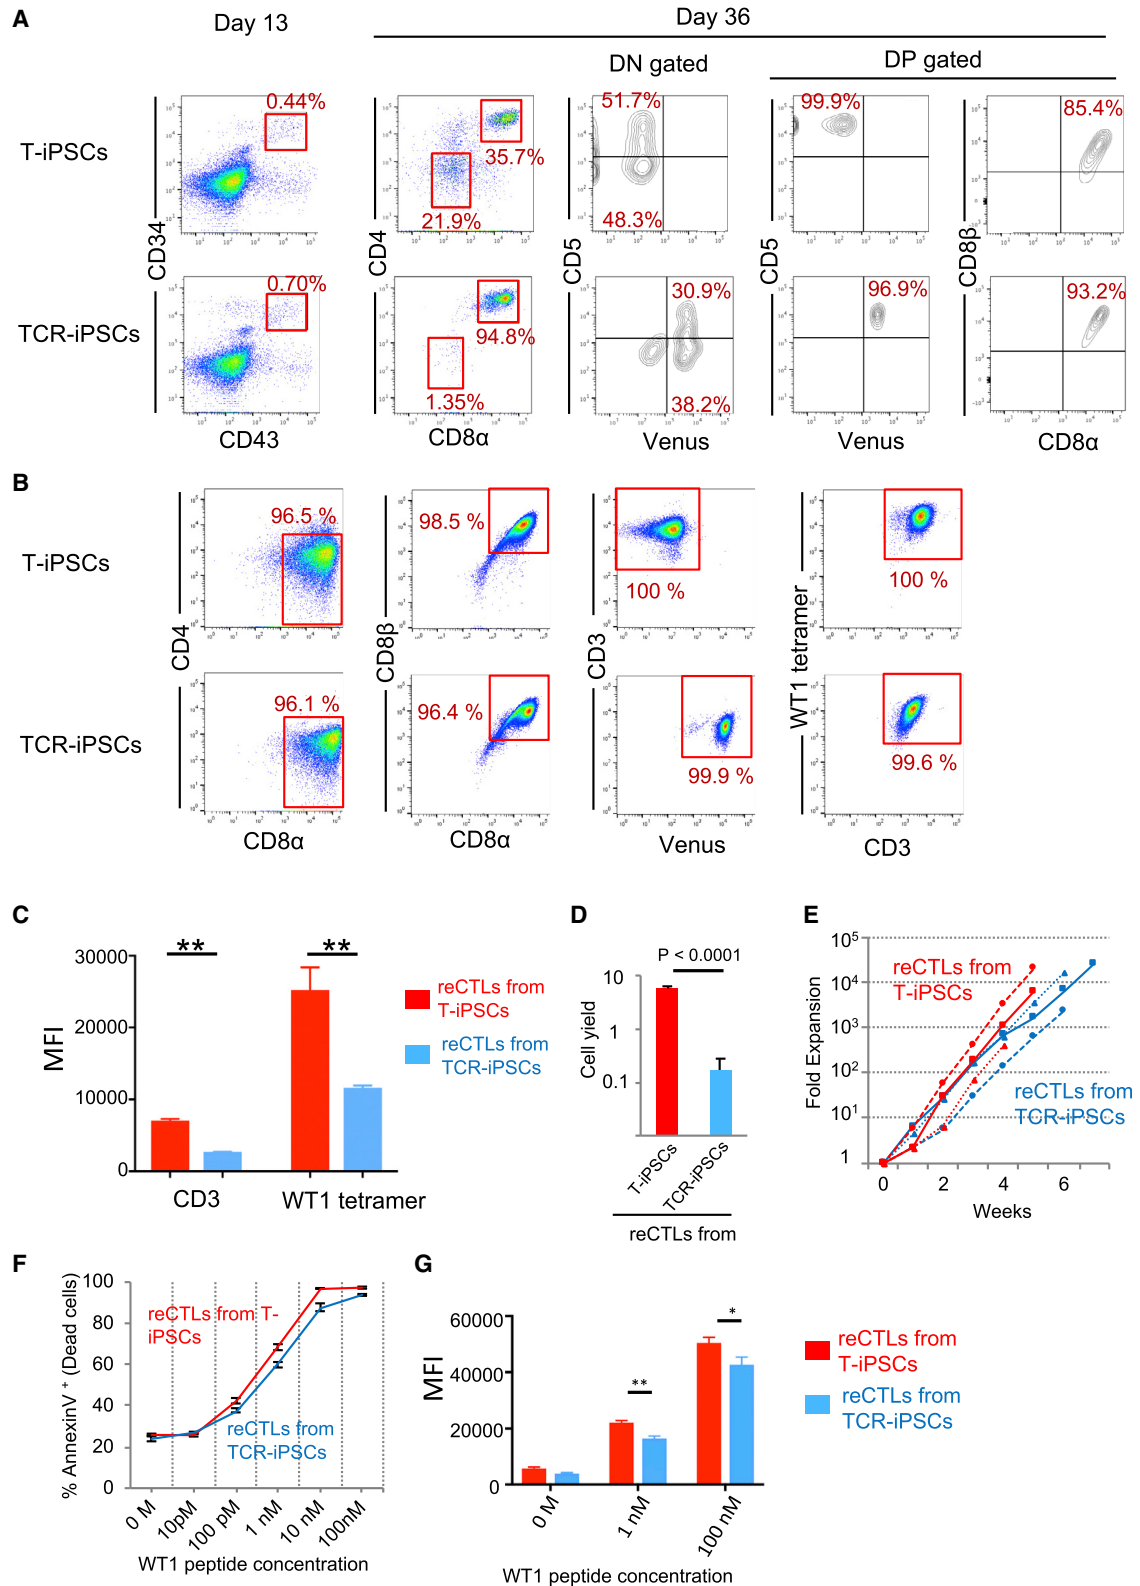 A
Day 13
Day 36
DN gated
DP gated
T-iPSCs
0.44%
35.7%
21.9%
51.7%
48.3%
99.9%
85.4%
CD34
CD4
CD5
CD5
CD8β
TCR-iPSCs
0.70%
94.8%
1.35%
30.9%
38.2%
96.9%
93.2%
CD43
CD8α
Venus
Venus
CD8α
B
T-iPSCs
96.5 %
98.5 %
100 %
100 %
CD4
CD8β
CD3
WT1 tetramer
TCR-iPSCs
96.1 %
96.4 %
99.9 %
99.6 %
CD8α
CD8α
Venus
CD3
C
MFI
30000
20000
10000
0
**
**
CD3
WT1 tetramer
reCTLs from
T-iPSCs
reCTLs from
TCR-iPSCs
D
P < 0.0001
Cell yield
10
1
0.1
T-iPSCs
TCR-iPSCs
reCTLs from
E
Fold Expansion
10⁵
10⁴
10³
10²
10¹
1
reCTLs from
T-iPSCs
reCTLs from
TCR-iPSCs
0
2
4
6
Weeks
F
% AnnexinV + (Dead cells)
100
80
60
40
20
0
reCTLs from T-
iPSCs
reCTLs from
TCR-iPSCs
0 M
10pM
100 pM
1 nM
10 nM
100nM
WT1 peptide concentration
G
MFI
60000
40000
20000
0
**
*
0 M
1 nM
100 nM
WT1 peptide concentration
reCTLs from
T-iPSCs
reCTLs from
TCR-iPSCs